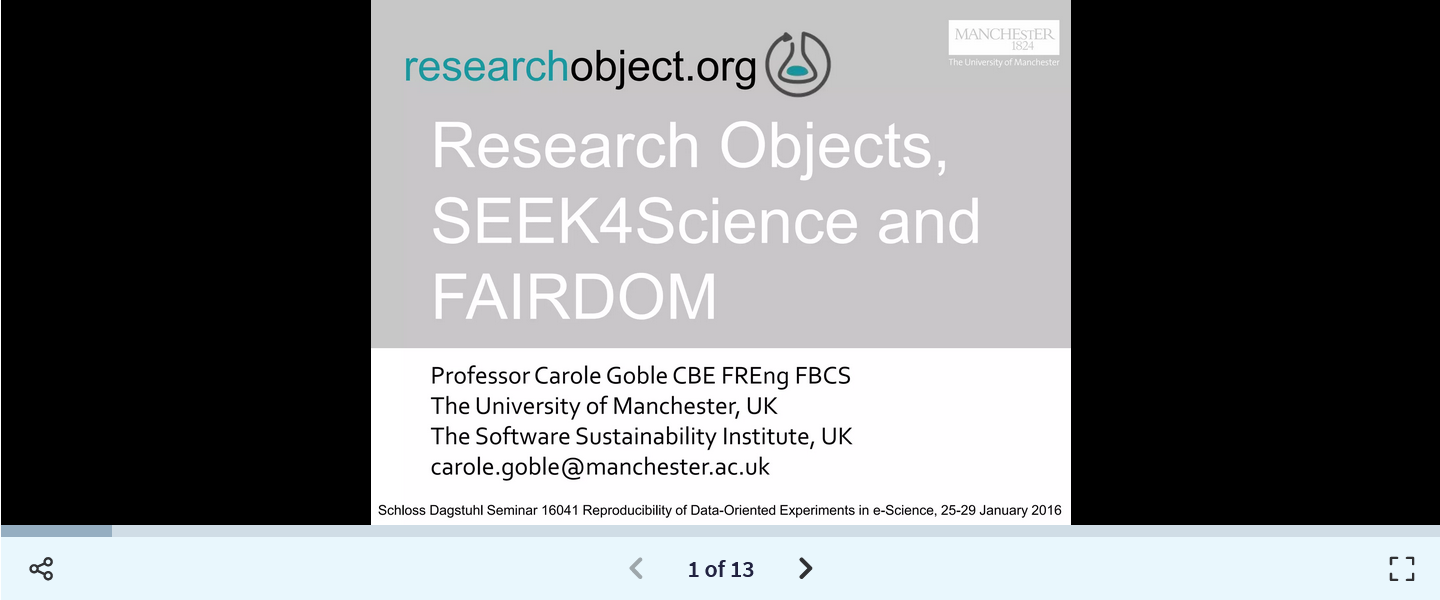 researchobject.org
MANCHEStER
1824
The University of Manchester
Research Objects,
SEEK4Science and
FAIRDOM
Professor Carole Goble CBE FREng FBCS
The University of Manchester, UK
The Software Sustainability Institute, UK
carole.goble@manchester.ac.uk
Schloss Dagstuhl Seminar 16041 Reproducibility of Data-Oriented Experiments in e-Science, 25-29 January 2016
1 of 13